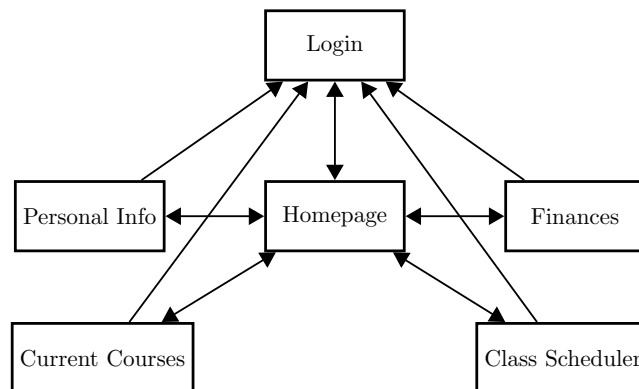 Login
Personal Info
Homepage
Finances
Current Courses
Class Scheduler